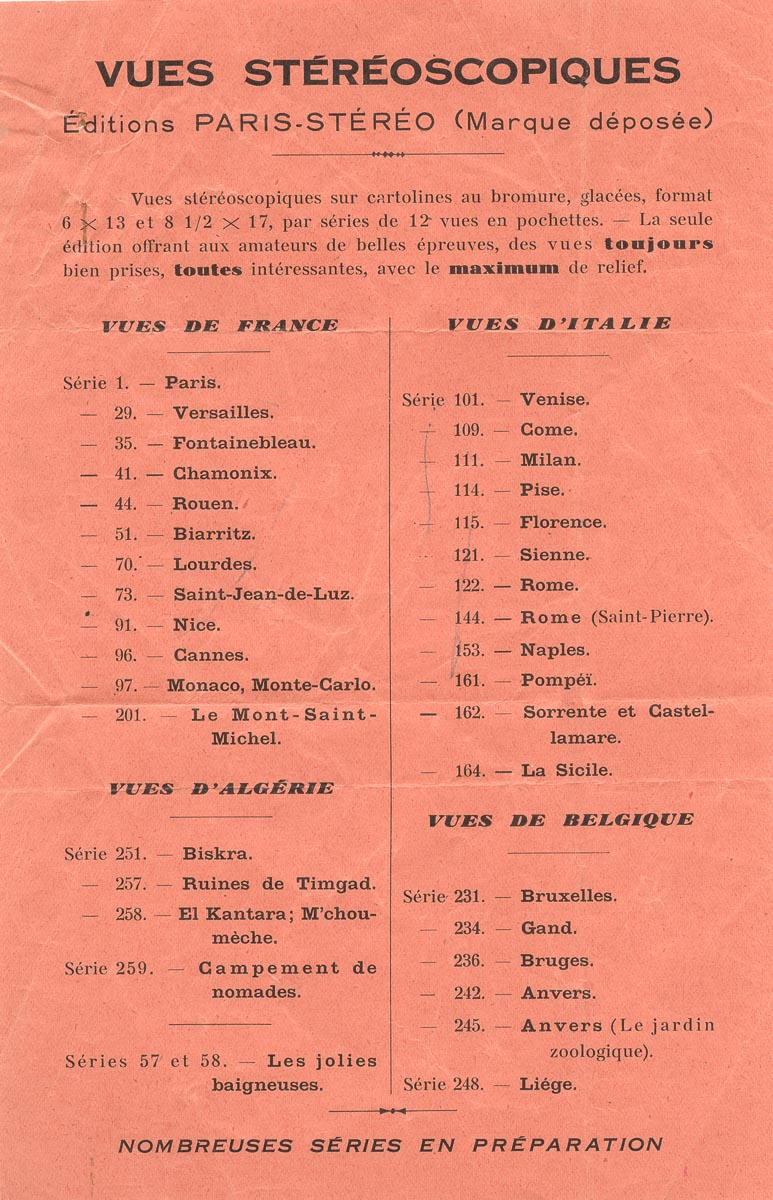 VUES STÉRÉOSCOPIQUES
Éditions PARIS-STÉRÉO (Marque déposée)
Vues stéréoscopiques sur cartolines au bromure, glacées, format
6 × 13 et 8 1/2 × 17, par séries de 12 vues en pochettes. — La seule
édition offrant aux amateurs de belles épreuves, des vues toujours
bien prises, toutes intéressantes, avec le maximum de relief.
VUES DE FRANCE
Série 1. — Paris.
— 29. — Versailles.
— 35. — Fontainebleau.
— 41. — Chamonix.
— 44. — Rouen.
— 51. — Biarritz.
— 70. — Lourdes.
— 73. — Saint-Jean-de-Luz.
— 91. — Nice.
— 96. — Cannes.
— 97. — Monaco, Monte-Carlo.
— 201. — Le Mont-Saint-
Michel.
VUES D'ALGÉRIE
Série 251. — Biskra.
— 257. — Ruines de Timgad.
— 258. — El Kantara; M'chou-
mèche.
Série 259. — Campement de
nomades.
Séries 57 et 58. — Les jolies
baigneuses.
VUES D'ITALIE
Série 101. — Venise.
— 109. — Come.
— 111. — Milan.
— 114. — Pise.
— 115. — Florence.
— 121. — Sienne.
— 122. — Rome.
— 144. — Rome (Saint-Pierre).
— 153. — Naples.
— 161. — Pompéï.
— 162. — Sorrente et Castel-
lamare.
— 164. — La Sicile.
VUES DE BELGIQUE
Série 231. — Bruxelles.
— 234. — Gand.
— 236. — Bruges.
— 242. — Anvers.
— 245. — Anvers (Le jardin
zoologique).
Série 248. — Liége.
NOMBREUSES SÉRIES EN PRÉPARATION